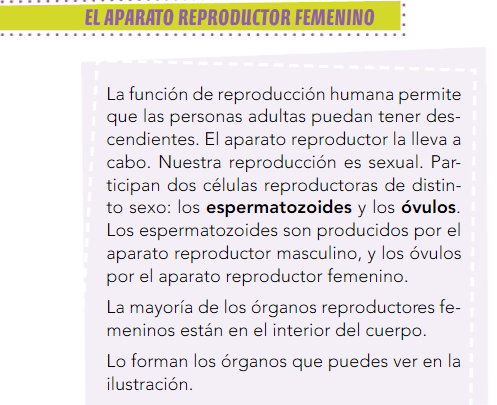 EL APARATO REPRODUCTOR FEMENINO
La función de reproducción humana permite
que las personas adultas puedan tener des-
cendientes. El aparato reproductor la lleva a
cabo. Nuestra reproducción es sexual. Par-
ticipan dos células reproductoras de distin-
to sexo: los espermatozoides y los óvulos.
Los espermatozoides son producidos por el
aparato reproductor masculino, y los óvulos
por el aparato reproductor femenino.
La mayoría de los órganos reproductores fe-
meninos están en el interior del cuerpo.
Lo forman los órganos que puedes ver en la
ilustración.